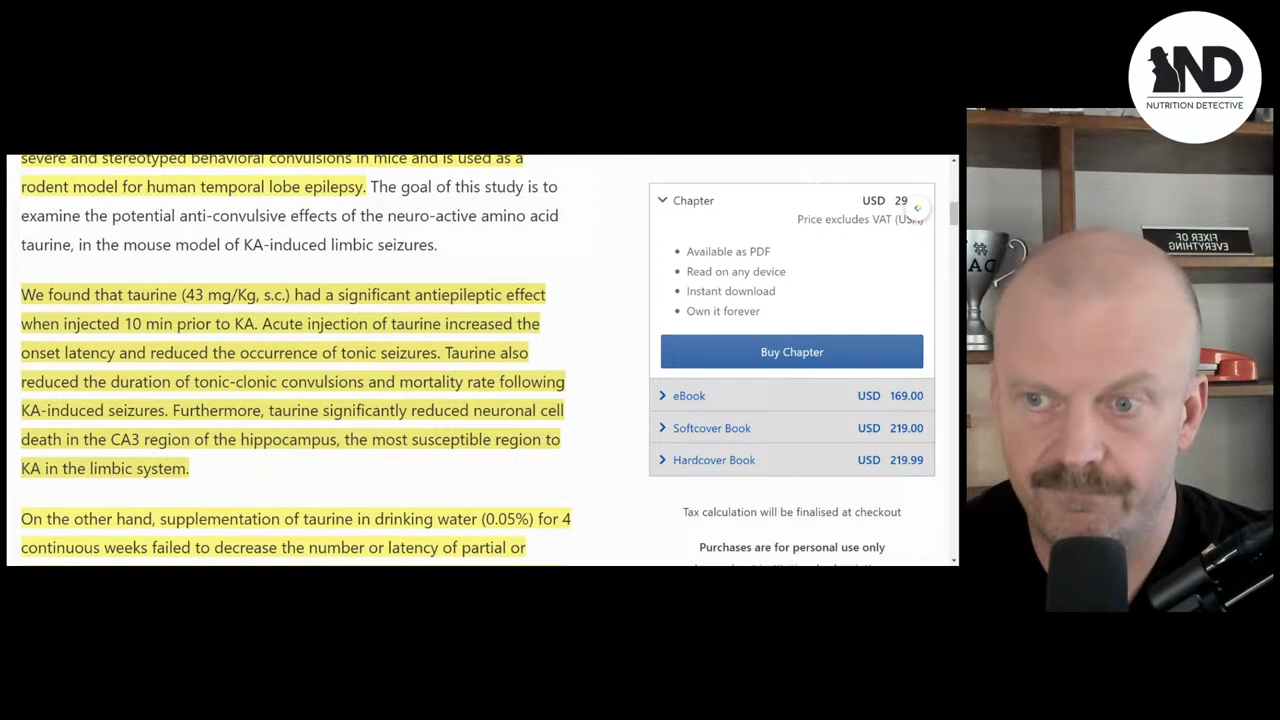 ND
NUTRITION DETECTIVE
severe and stereotyped behavioral convulsions in mice and is used as a
rodent model for human temporal lobe epilepsy. The goal of this study is to
examine the potential anti-convulsive effects of the neuro-active amino acid
taurine, in the mouse model of KA-induced limbic seizures.
We found that taurine (43 mg/Kg, s.c.) had a significant antiepileptic effect
when injected 10 min prior to KA. Acute injection of taurine increased the
onset latency and reduced the occurrence of tonic seizures. Taurine also
reduced the duration of tonic-clonic convulsions and mortality rate following
KA-induced seizures. Furthermore, taurine significantly reduced neuronal cell
death in the CA3 region of the hippocampus, the most susceptible region to
KA in the limbic system.
On the other hand, supplementation of taurine in drinking water (0.05%) for 4
continuous weeks failed to decrease the number or latency of partial or
Chapter USD 29
Price excludes VAT (USA)
• Available as PDF
• Read on any device
• Instant download
• Own it forever
Buy Chapter
eBook USD 169.00
Softcover Book USD 219.00
Hardcover Book USD 219.99
Tax calculation will be finalised at checkout
Purchases are for personal use only
FIXER OF
EVERYTHING